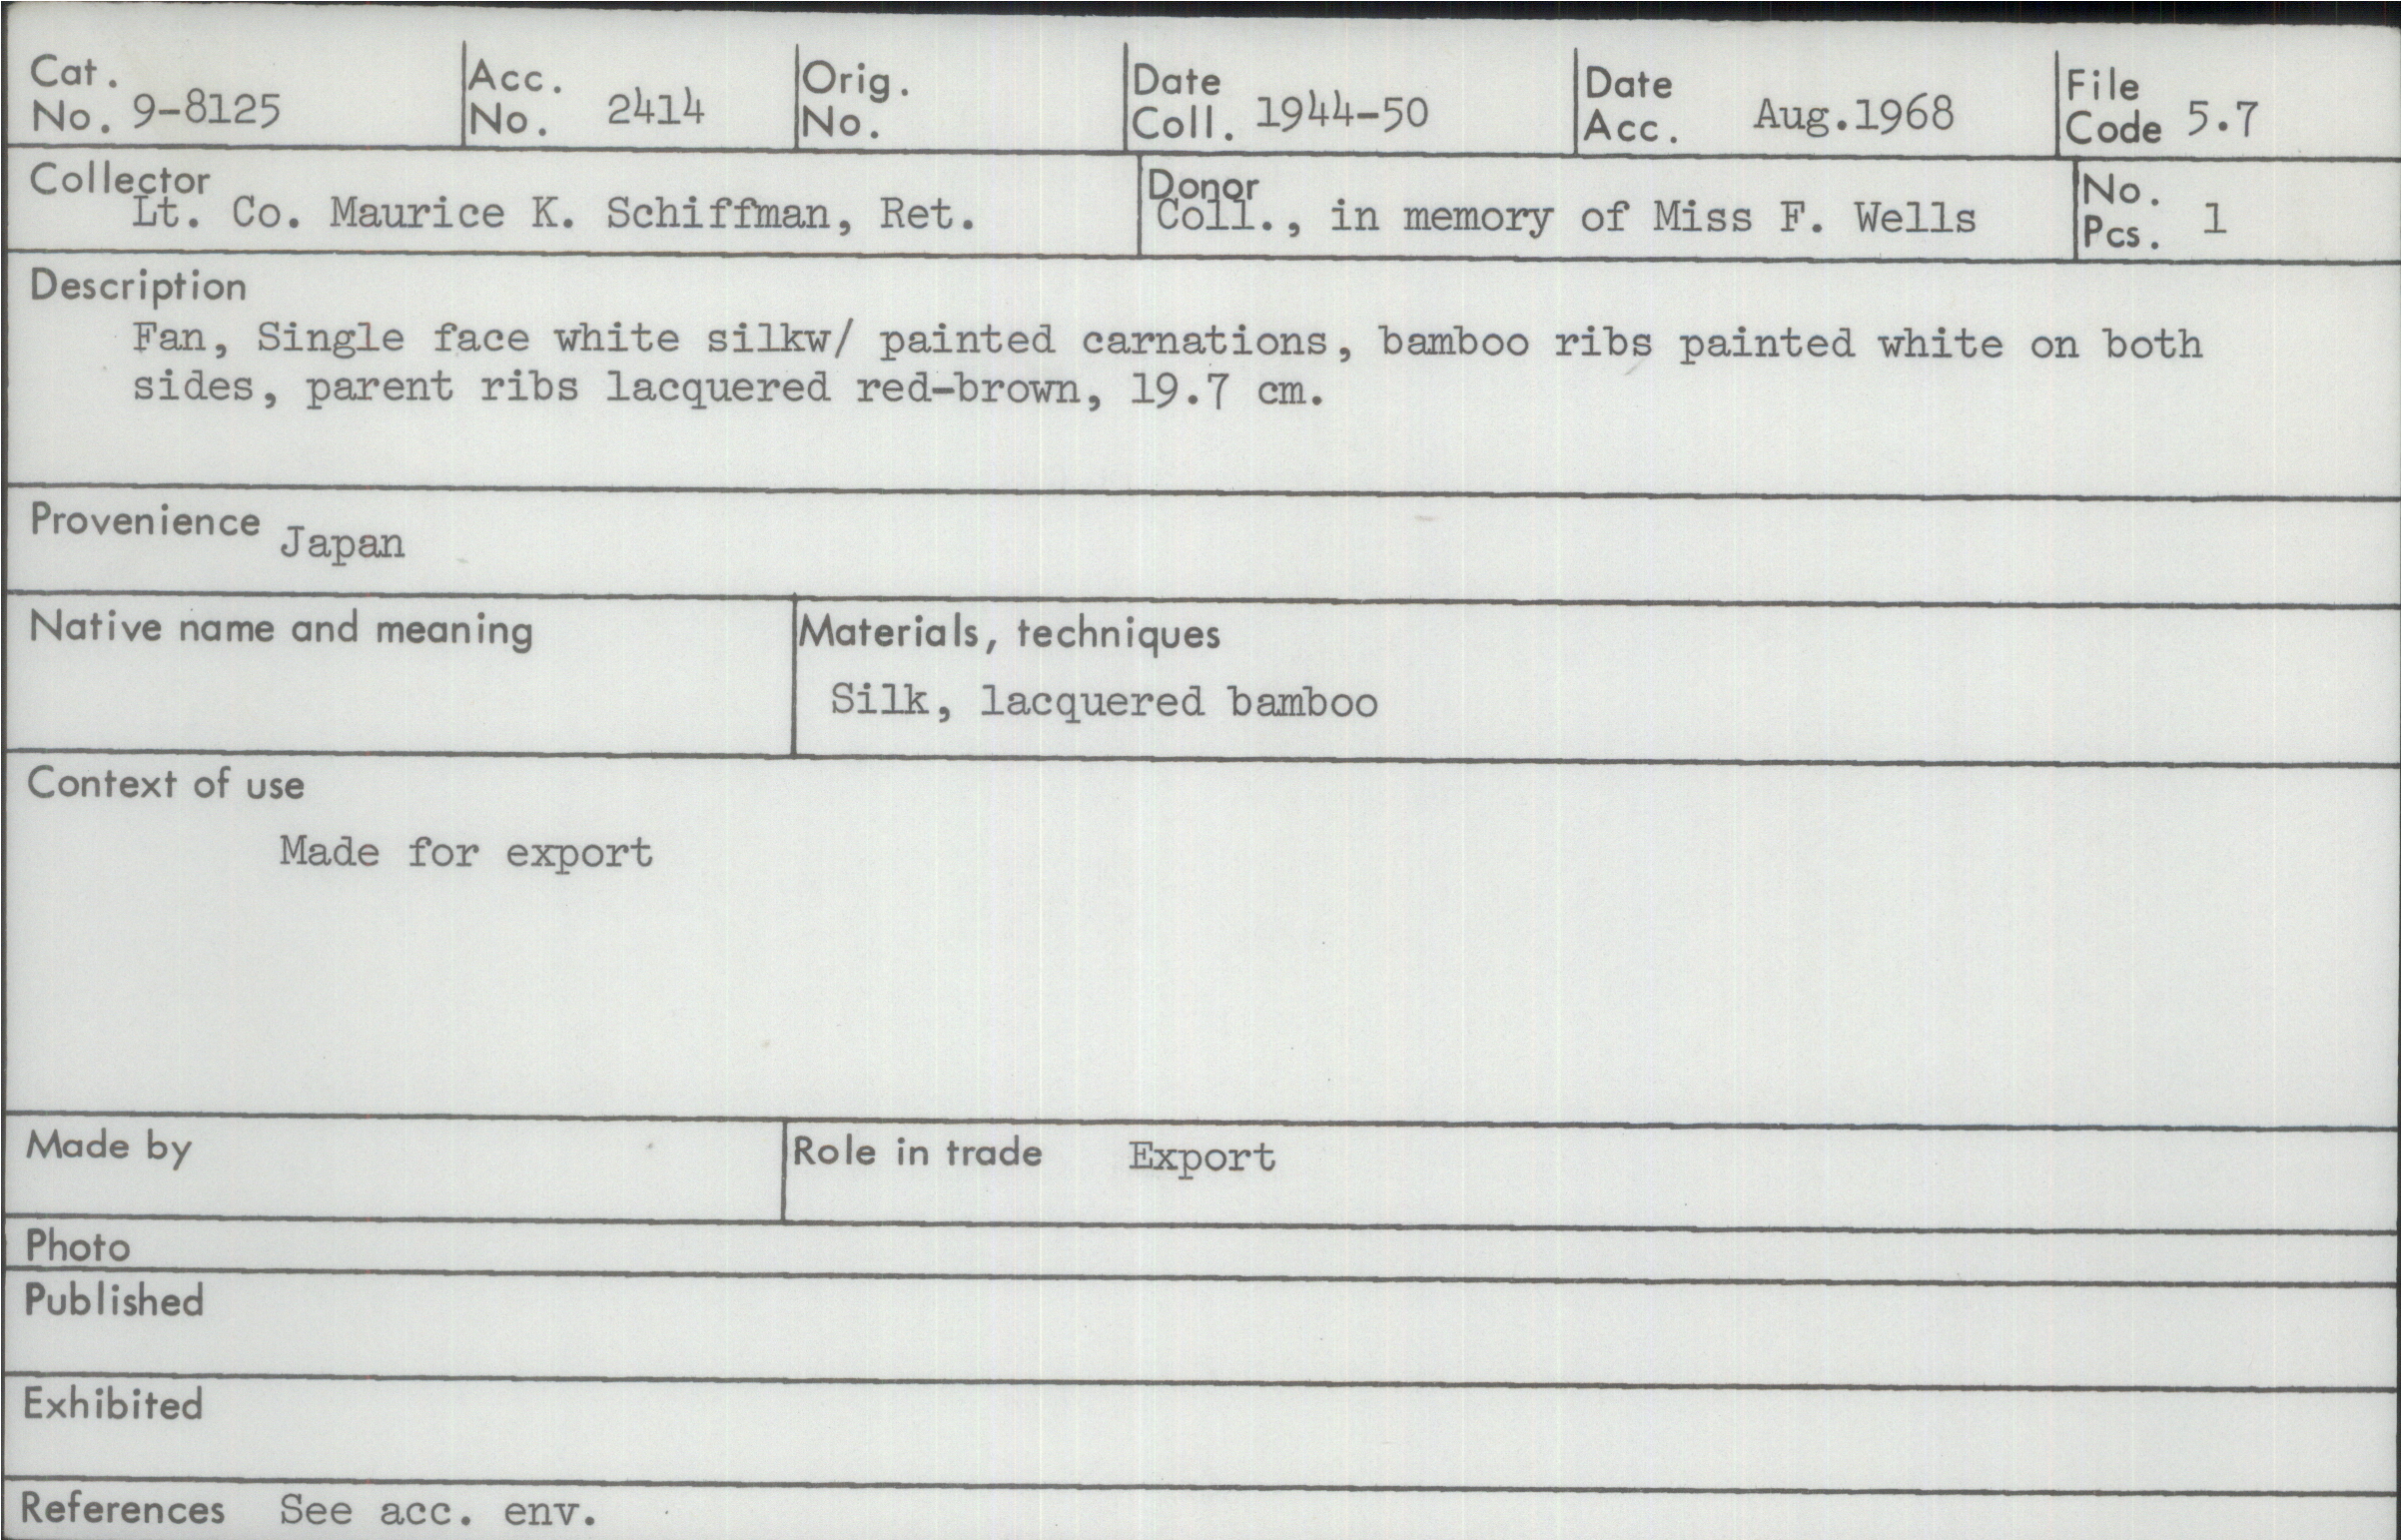 Cat. No. 9-8125
Acc. No. 2414
Orig. No.
Date Coll. 1944-50
Date Acc. Aug.1968
File Code 5.7
Collector
Lt. Co. Maurice K. Schiffman, Ret.
Donor
Coll., in memory of Miss F. Wells
No. Pcs. 1
Description
Fan, Single face white silkw/ painted carnations, bamboo ribs painted white on both
sides, parent ribs lacquered red-brown, 19.7 cm.
Provenience Japan
Native name and meaning
Materials, techniques
Silk, lacquered bamboo
Context of use
Made for export
Made by
Role in trade Export
Photo
Published
Exhibited
References See acc. env.